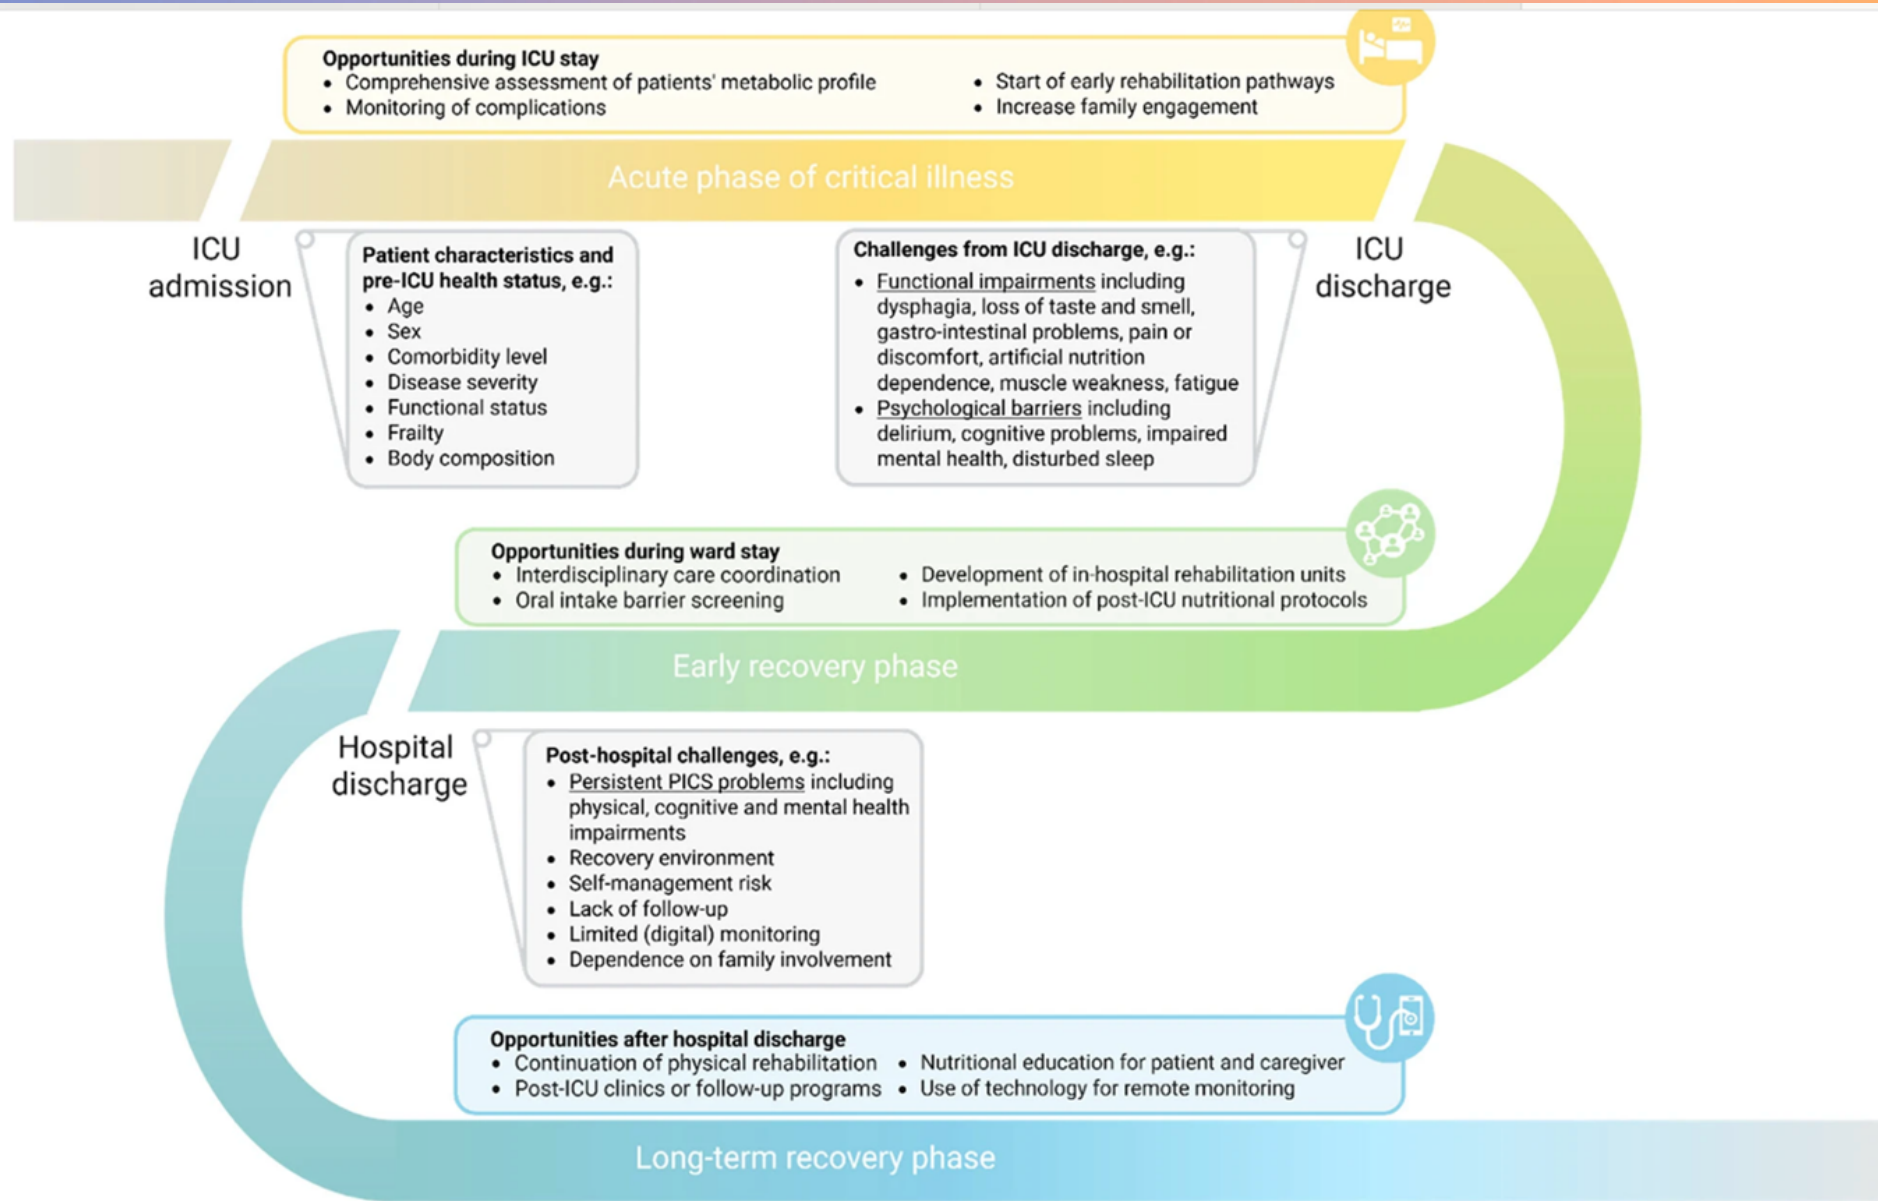 Opportunities during ICU stay
• Comprehensive assessment of patients' metabolic profile
• Monitoring of complications
• Start of early rehabilitation pathways
• Increase family engagement
Acute phase of critical illness
ICU
admission
Patient characteristics and
pre-ICU health status, e.g.:
• Age
• Sex
• Comorbidity level
• Disease severity
• Functional status
• Frailty
• Body composition
Challenges from ICU discharge, e.g.:
• Functional impairments including
dysphagia, loss of taste and smell,
gastro-intestinal problems, pain or
discomfort, artificial nutrition
dependence, muscle weakness, fatigue
• Psychological barriers including
delirium, cognitive problems, impaired
mental health, disturbed sleep
ICU
discharge
Opportunities during ward stay
• Interdisciplinary care coordination
• Oral intake barrier screening
• Development of in-hospital rehabilitation units
• Implementation of post-ICU nutritional protocols
Early recovery phase
Hospital
discharge
Post-hospital challenges, e.g.:
• Persistent PICS problems including
physical, cognitive and mental health
impairments
• Recovery environment
• Self-management risk
• Lack of follow-up
• Limited (digital) monitoring
• Dependence on family involvement
Opportunities after hospital discharge
• Continuation of physical rehabilitation
• Post-ICU clinics or follow-up programs
• Nutritional education for patient and caregiver
• Use of technology for remote monitoring
Long-term recovery phase